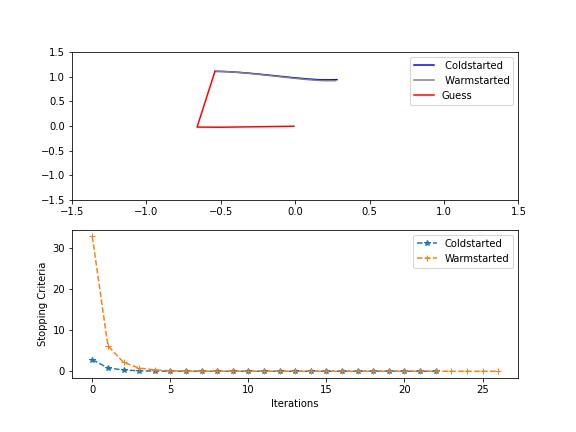 1.5
1.0
0.5
0.0
−0.5
−1.0
−1.5
−1.5 −1.0 −0.5 0.0 0.5 1.0 1.5
Coldstarted
Warmstarted
Guess
30
20
10
0
Stopping Criteria
0 5 10 15 20 25
Iterations
Coldstarted
Warmstarted